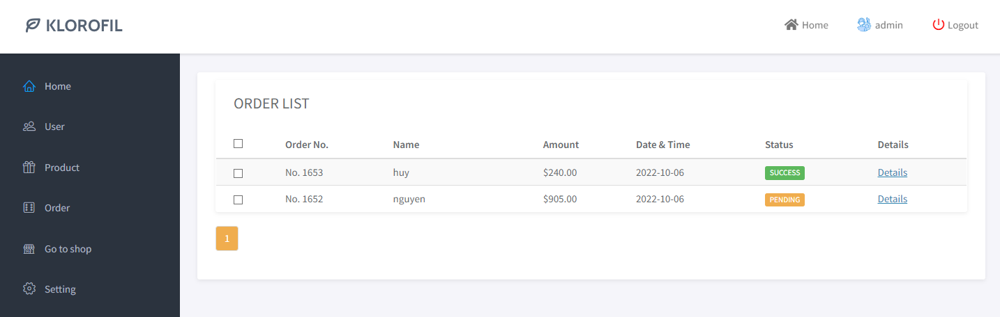 KLOROFIL
Home admin Logout
Home
User
Product
Order
Go to shop
Setting
ORDER LIST
Order No. Name Amount Date & Time Status Details
No. 1653 huy $240.00 2022-10-06 SUCCESS Details
No. 1652 nguyen $905.00 2022-10-06 PENDING Details
1